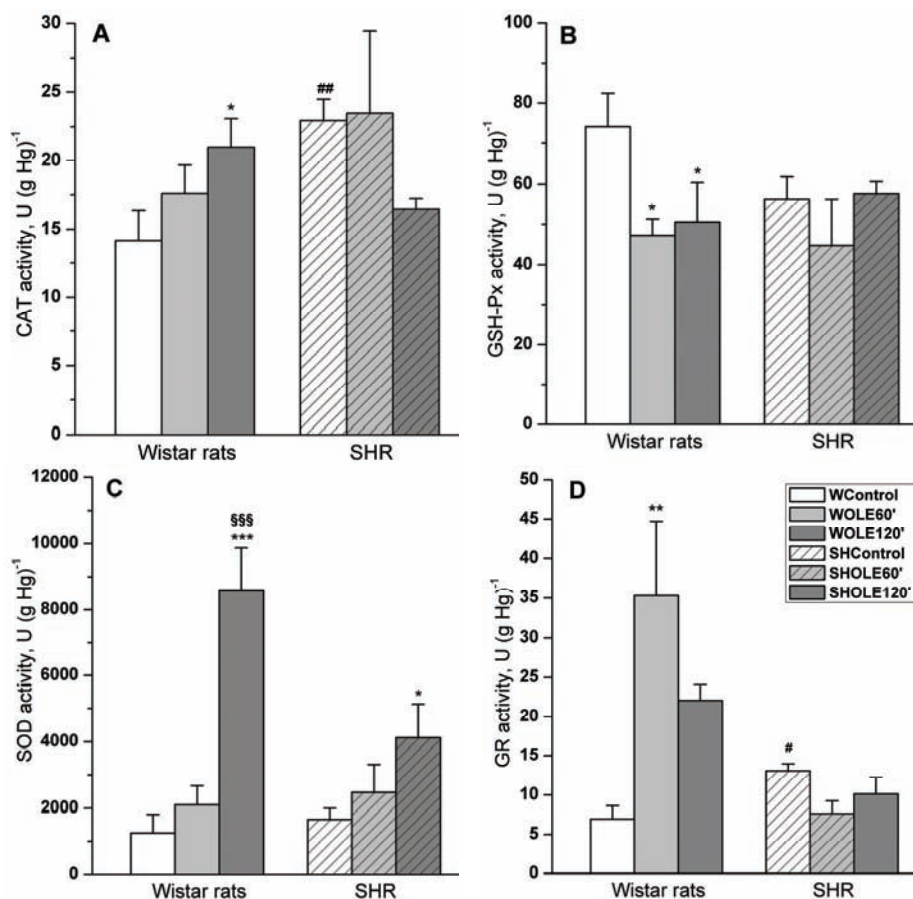 A
CAT activity, U (g Hg)⁻¹
30
25
20
15
10
5
0
*
##
Wistar rats
SHR
B
GSH-Px activity, U (g Hg)⁻¹
100
80
60
40
20
0
*
*
Wistar rats
SHR
C
SOD activity, U (g Hg)⁻¹
12000
10000
8000
6000
4000
2000
0
§§§
***
*
Wistar rats
SHR
D
GR activity, U (g Hg)⁻¹
50
45
40
35
30
25
20
15
10
5
0
**
#
WControl
WOLE60'
WOLE120'
SHControl
SHOLE60'
SHOLE120'
Wistar rats
SHR